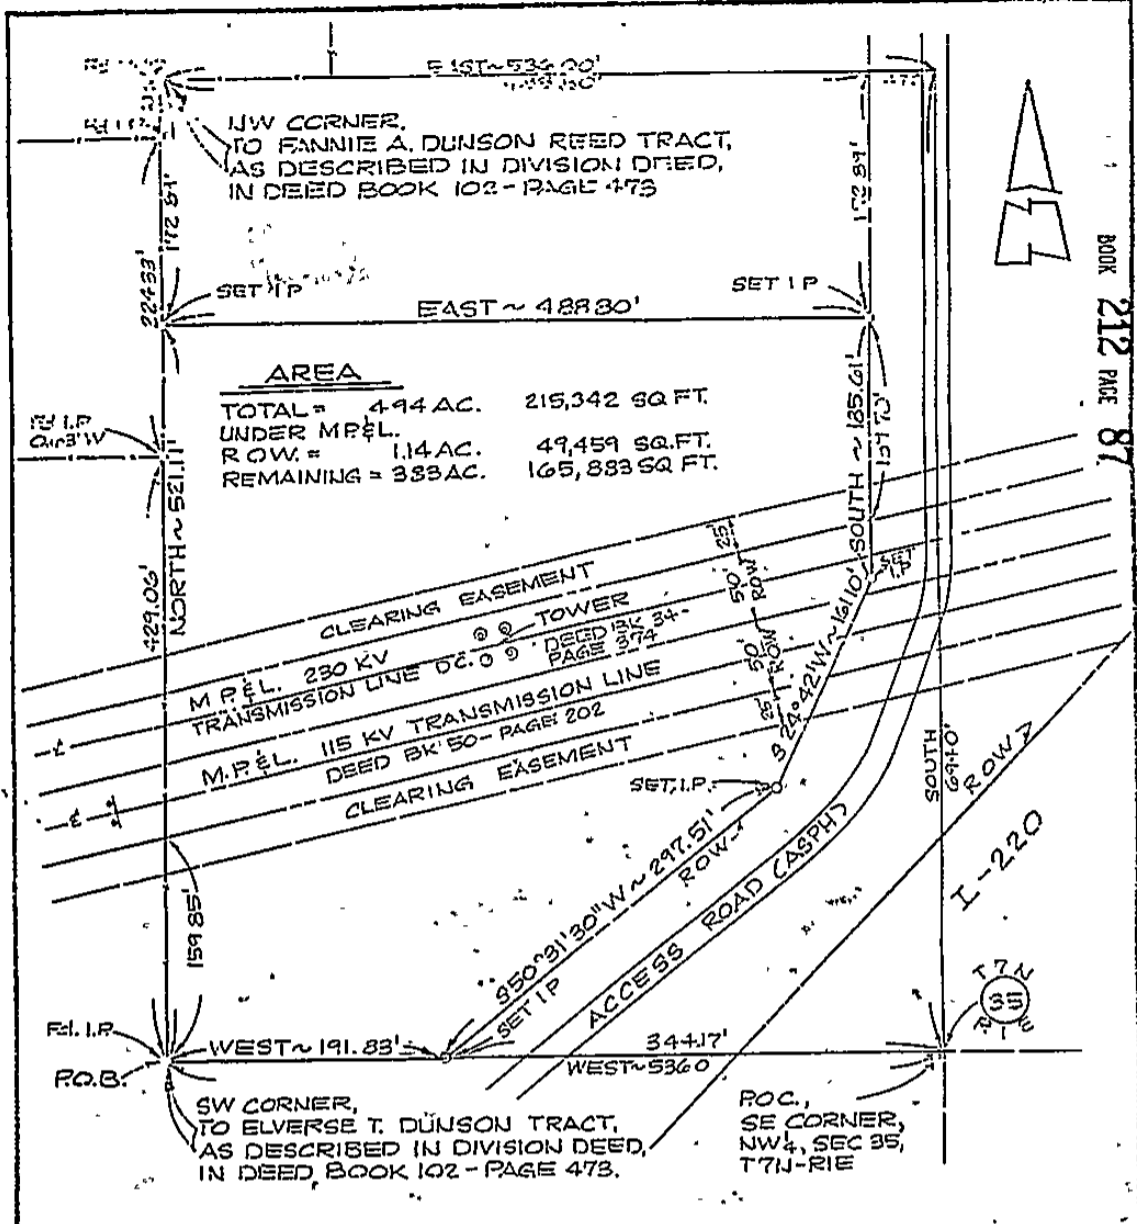 EAST~536.00'
NW CORNER,
TO FANNIE A. DUNSON REED TRACT,
AS DESCRIBED IN DIVISION DEED,
IN DEED BOOK 102-PAGE 473
172.89'
172.89'
224.33'
SET I P
SET I P
EAST~ 488.30'
BOOK 212 PAGE 87
AREA
TOTAL = 4.94 AC. 215,342 SQ FT.
UNDER M.P.&L.
R O W. = 1.14 AC. 49,459 SQ.FT.
REMAINING = 3.83 AC. 165,883 SQ FT.
Fd I.P.
NORTH~531.11'
429.06'
SOUTH~185.61'
137.70'
SET I.P
CLEARING EASEMENT
TOWER
M.P.&L. 230 KV
TRANSMISSION LINE
DEED BK 34-
PAGE 374
M.P.&L. 115 KV TRANSMISSION LINE
DEED BK 50-PAGE 202
CLEARING EASEMENT
25'
50' ROW
50' ROW
25'
S 24°42'W~161.10'
SET, I.P.
S50°31'30"W~297.51'
ROW
SET I P
ACCESS ROAD (ASPH)
SOUTH
694.0'
ROW
I-220
159.85'
T7N
35
R1E
Fd. I.P.
P.O.B.
WEST~191.83'
344.17'
WEST~536.0
SW CORNER,
TO ELVERSE T. DUNSON TRACT,
AS DESCRIBED IN DIVISION DEED,
IN DEED, BOOK 102-PAGE 473.
P.O.C.,
SE CORNER,
NW¼, SEC 35,
T7N-R1E